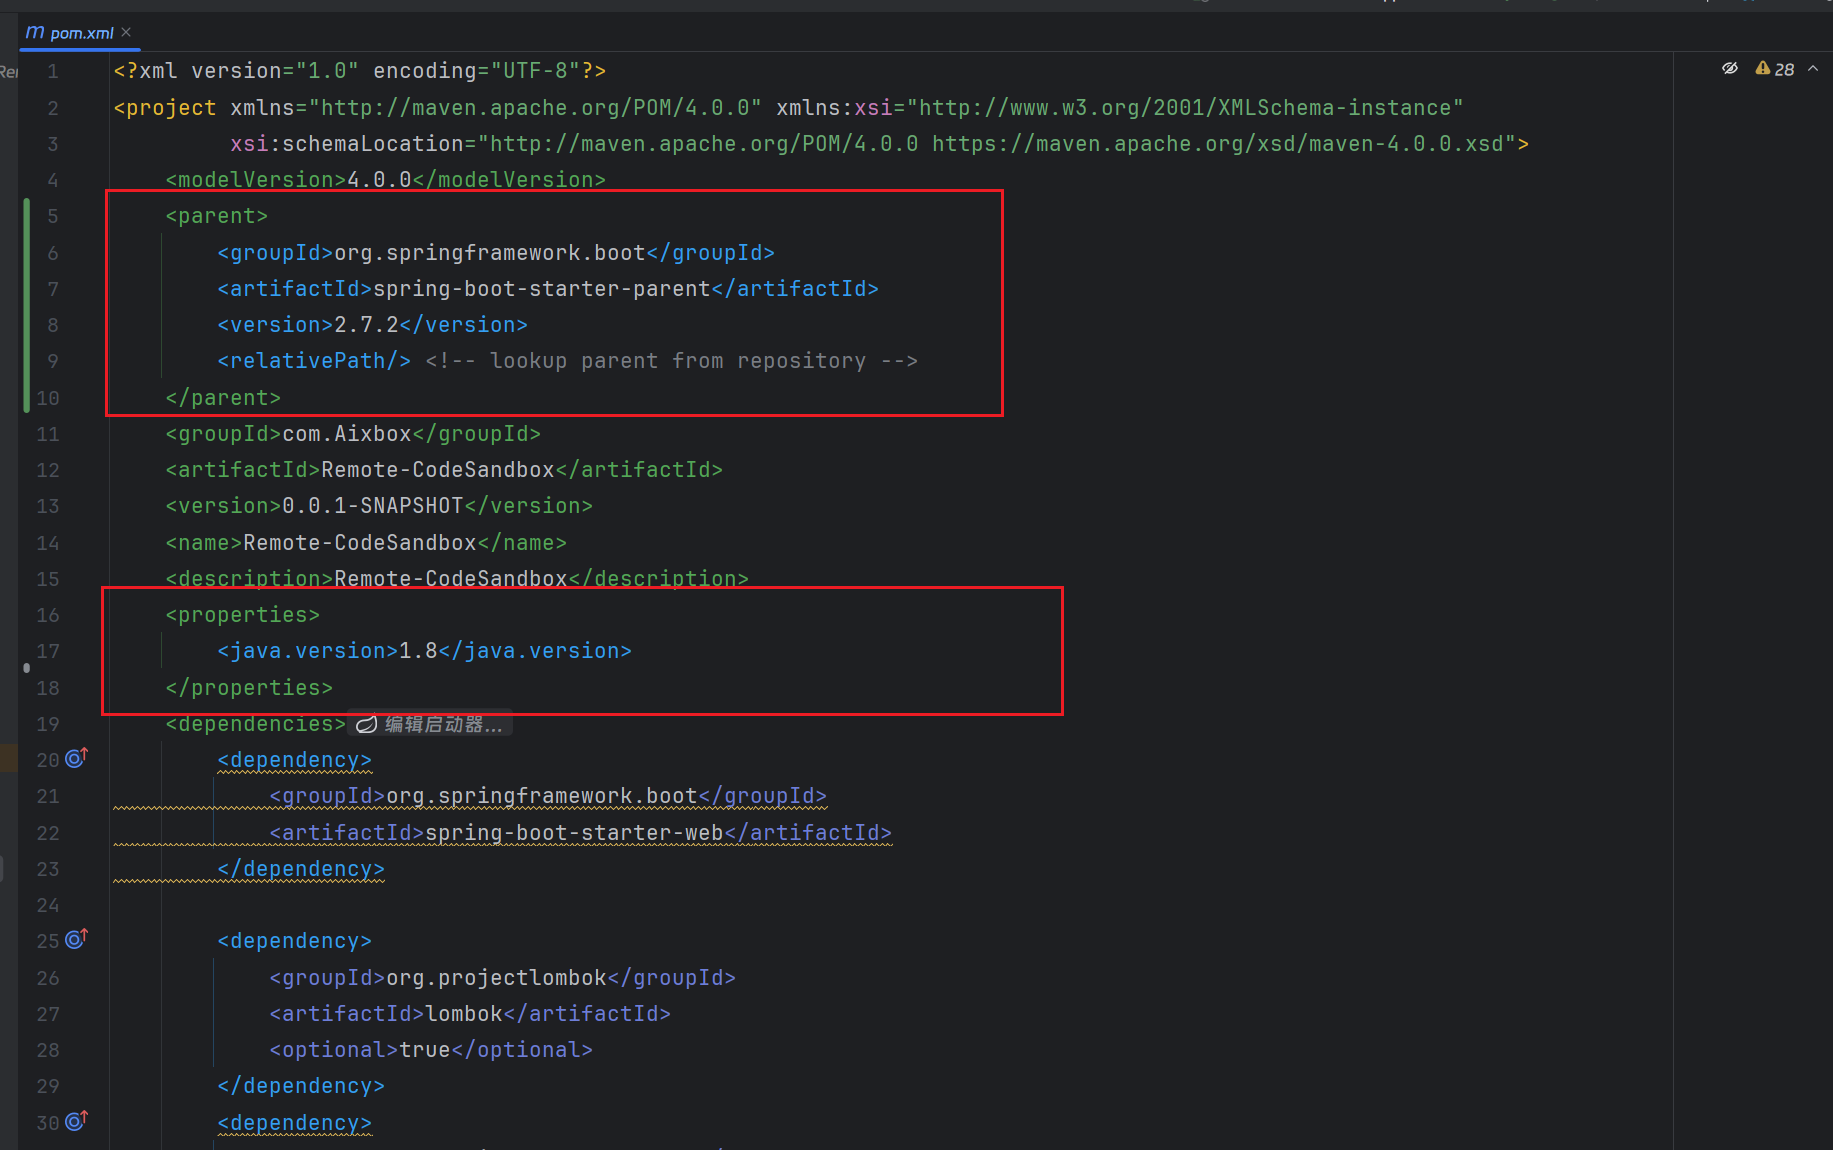 m pom.xml ×
28
1 <?xml version="1.0" encoding="UTF-8"?>
2 <project xmlns="http://maven.apache.org/POM/4.0.0" xmlns:xsi="http://www.w3.org/2001/XMLSchema-instance"
3 xsi:schemaLocation="http://maven.apache.org/POM/4.0.0 https://maven.apache.org/xsd/maven-4.0.0.xsd">
4 <modelVersion>4.0.0</modelVersion>
5 <parent>
6 <groupId>org.springframework.boot</groupId>
7 <artifactId>spring-boot-starter-parent</artifactId>
8 <version>2.7.2</version>
9 <relativePath/> <!-- lookup parent from repository -->
10 </parent>
11 <groupId>com.Aixbox</groupId>
12 <artifactId>Remote-CodeSandbox</artifactId>
13 <version>0.0.1-SNAPSHOT</version>
14 <name>Remote-CodeSandbox</name>
15 <description>Remote-CodeSandbox</description>
16 <properties>
17 <java.version>1.8</java.version>
18 </properties>
19 <dependencies> 编辑启动器...
20 <dependency>
21 <groupId>org.springframework.boot</groupId>
22 <artifactId>spring-boot-starter-web</artifactId>
23 </dependency>
24
25 <dependency>
26 <groupId>org.projectlombok</groupId>
27 <artifactId>lombok</artifactId>
28 <optional>true</optional>
29 </dependency>
30 <dependency>